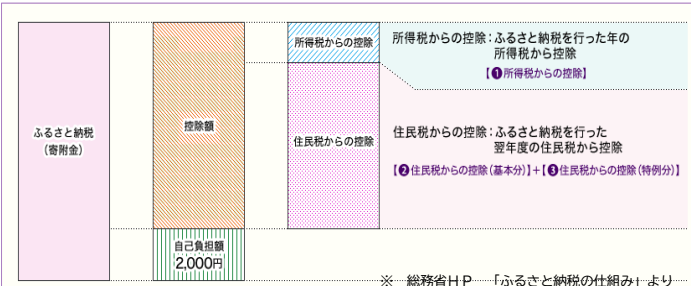 ふるさと納税
(寄附金)
控除額
自己負担額
2,000円
所得税からの控除
住民税からの控除
所得税からの控除：ふるさと納税を行った年の
所得税から控除
【❶所得税からの控除】
住民税からの控除：ふるさと納税を行った
翌年度の住民税から控除
【❷住民税からの控除(基本分)】+【❸住民税からの控除(特例分)】
※　総務省ＨＰ　「ふるさと納税の仕組み」より